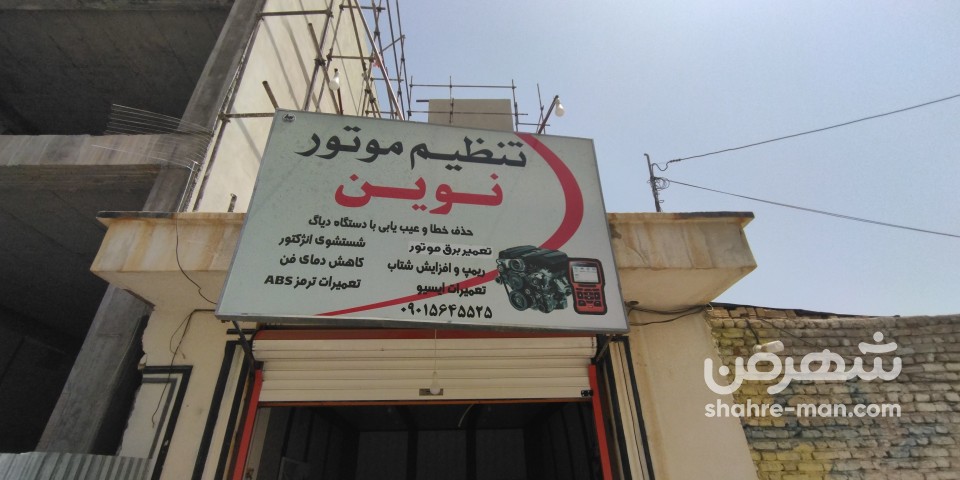 تنظیم موتور
نوین
حذف خطا و عیب یابی با دستگاه دیاگ
تعمیر برق موتور
شستشوی انژکتور
ریمپ و افزایش شتاب
کاهش دمای فن
تعمیرات ایسیو
تعمیرات ترمز ABS
۰۹۰۱۵۶۴۵۵۲۵
شهرمن
shahre-man.com